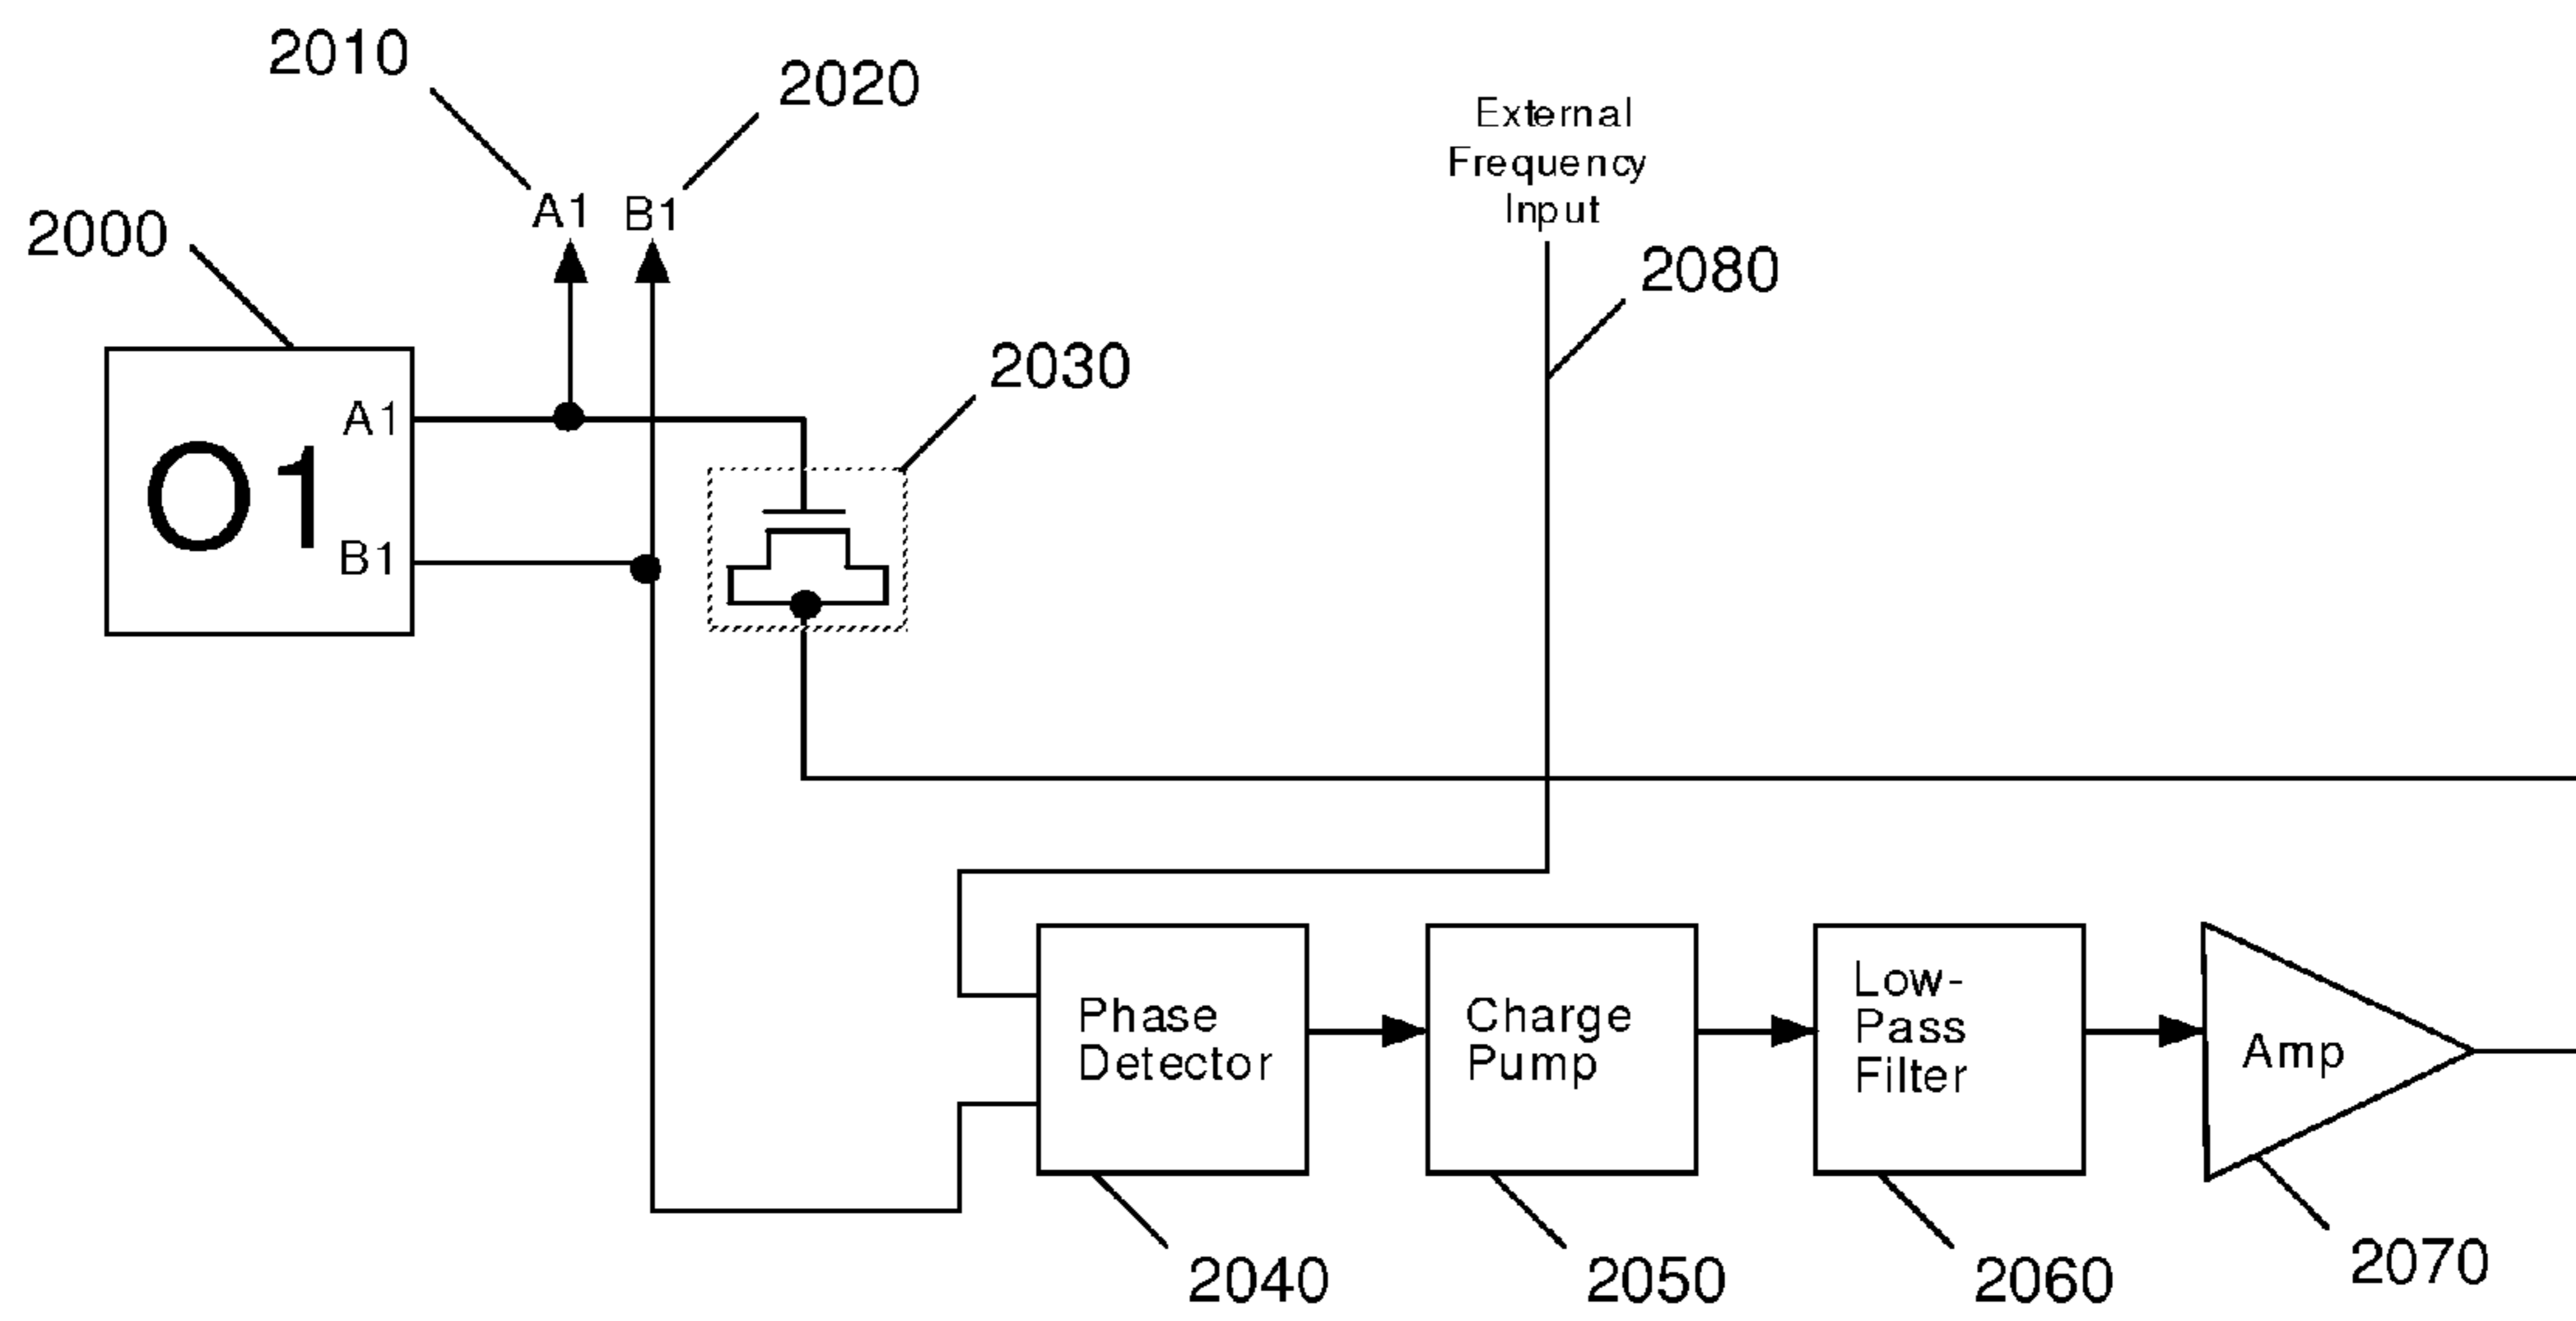 2010
2020
External
Frequency
Input
A1 B1
2000
2080
2030
A1
O1
B1
Phase
Detector
Charge
Pump
Low-
Pass
Filter
Amp
2040
2050
2060
2070